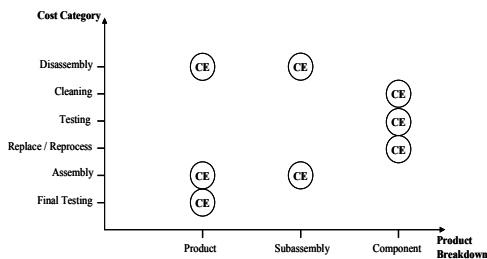 Cost Category
Disassembly CE CE
Cleaning CE
Testing CE
Replace / Reprocess CE
Assembly CE CE
Final Testing CE
Product Subassembly Component
Product
Breakdown